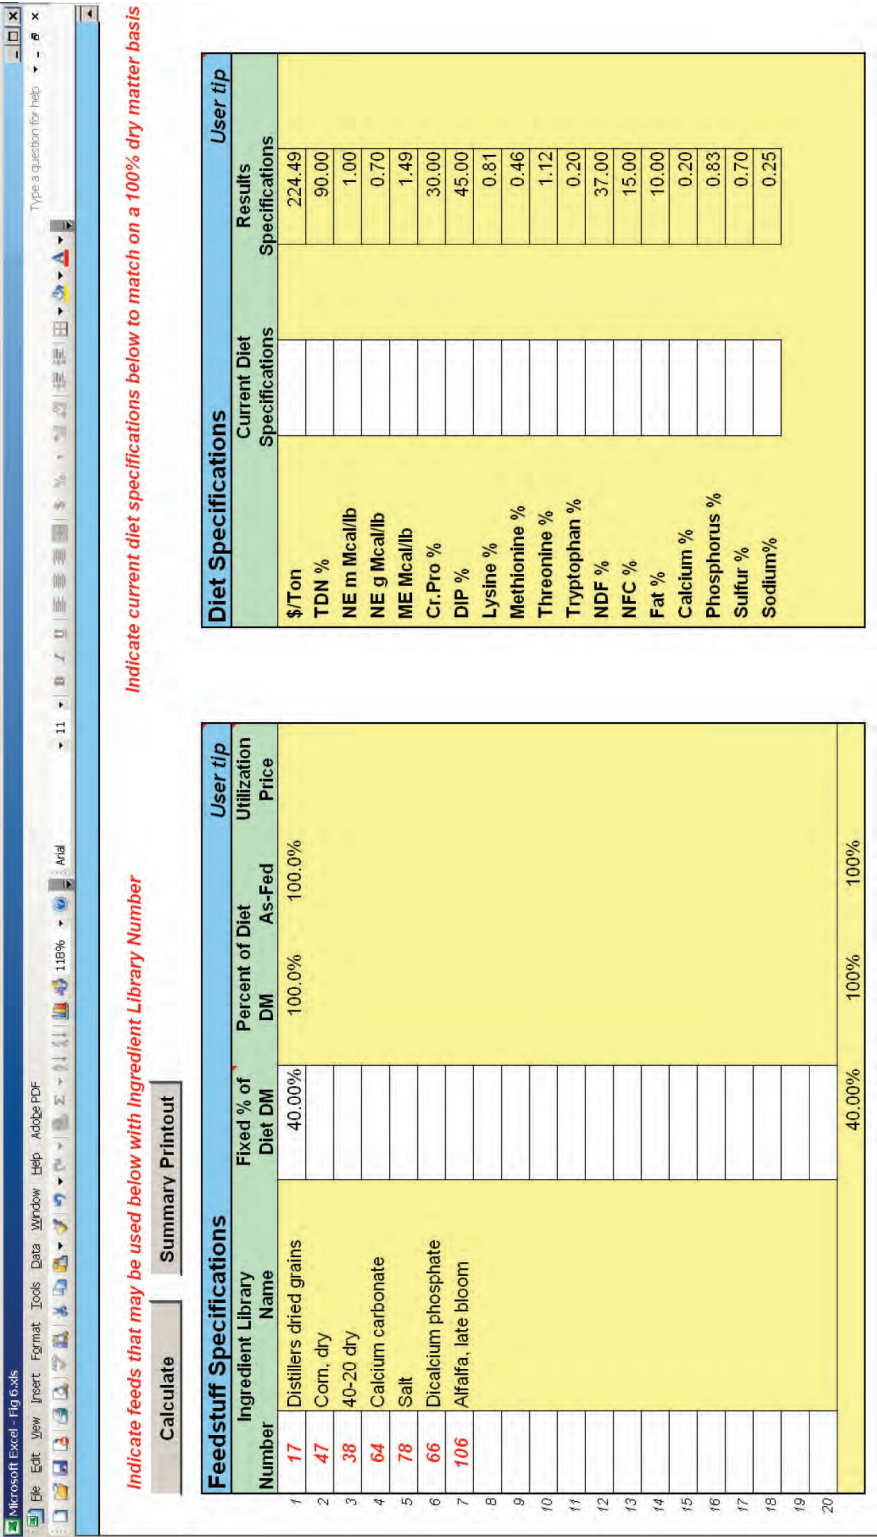 Microsoft Excel - Fig 6.xls
File Edit View Insert Format Tools Data Window Help Adobe PDF
Type a question for help
118%
Arial
11
B I U
$ % ,
Indicate feeds that may be used below with Ingredient Library Number
Indicate current diet specifications below to match on a 100% dry matter basis
Calculate
Summary Printout
Feedstuff Specifications User tip
Ingredient Library Fixed % of Percent of Diet Utilization
Number Name Diet DM DM As-Fed Price
1 17 Distillers dried grains 40.00% 100.0% 100.0%
2 47 Corn, dry
3 38 40-20 dry
4 64 Calcium carbonate
5 78 Salt
6 66 Dicalcium phosphate
7 106 Alfalfa, late bloom
8
9
10
11
12
13
14
15
16
17
18
19
20
40.00% 100% 100%
Diet Specifications User tip
Current Diet Results
Specifications Specifications
$/Ton 224.49
TDN % 90.00
NE m Mcal/lb 1.00
NE g Mcal/lb 0.70
ME Mcal/lb 1.49
Cr.Pro % 30.00
DIP % 45.00
Lysine % 0.81
Methionine % 0.46
Threonine % 1.12
Tryptophan % 0.20
NDF % 37.00
NFC % 15.00
Fat % 10.00
Calcium % 0.20
Phosphorus % 0.83
Sulfur % 0.70
Sodium% 0.25